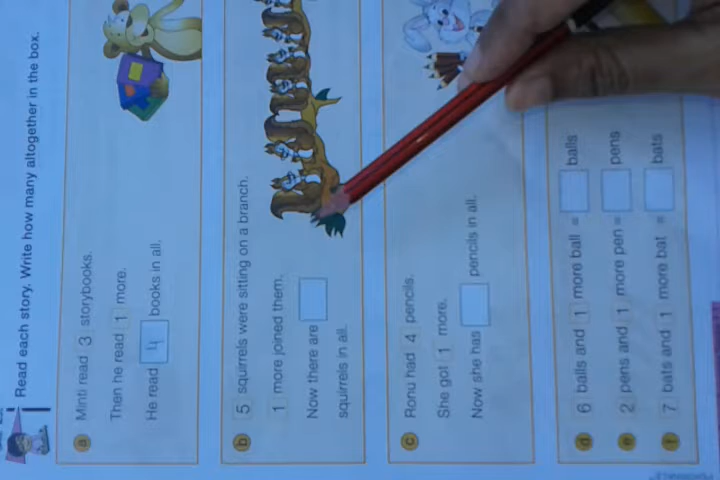 Read each story. Write how many altogether in the box.
a Minti read 3 storybooks.
Then he read 1 more.
He read 4 books in all.
b 5 squirrels were sitting on a branch.
1 more joined them.
Now there are
squirrels in all.
c Ronu had 4 pencils.
She got 1 more.
Now she has pencils in all.
d 6 balls and 1 more ball = balls
e 2 pens and 1 more pen = pens
f 7 bats and 1 more bat = bats